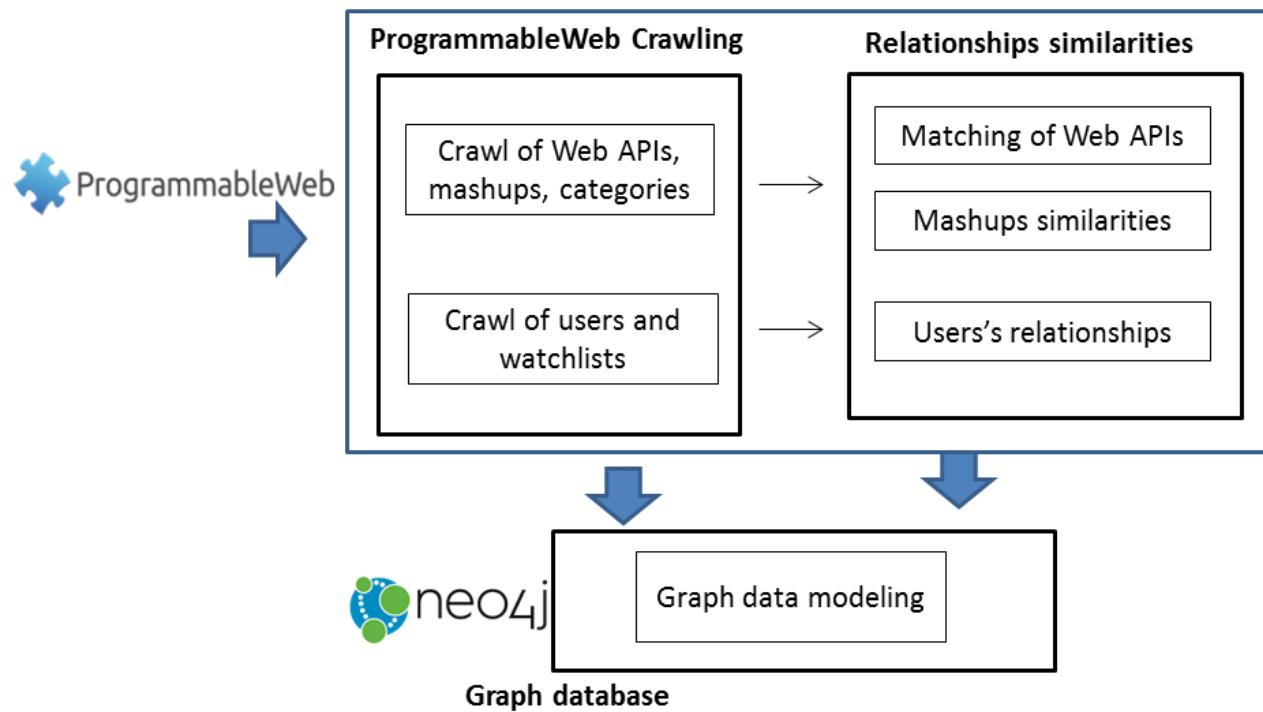 ProgrammableWeb Crawling
Relationships similarities
ProgrammableWeb
Crawl of Web APIs,
mashups, categories
Crawl of users and
watchlists
Matching of Web APIs
Mashups similarities
Users's relationships
neo4j
Graph data modeling
Graph database